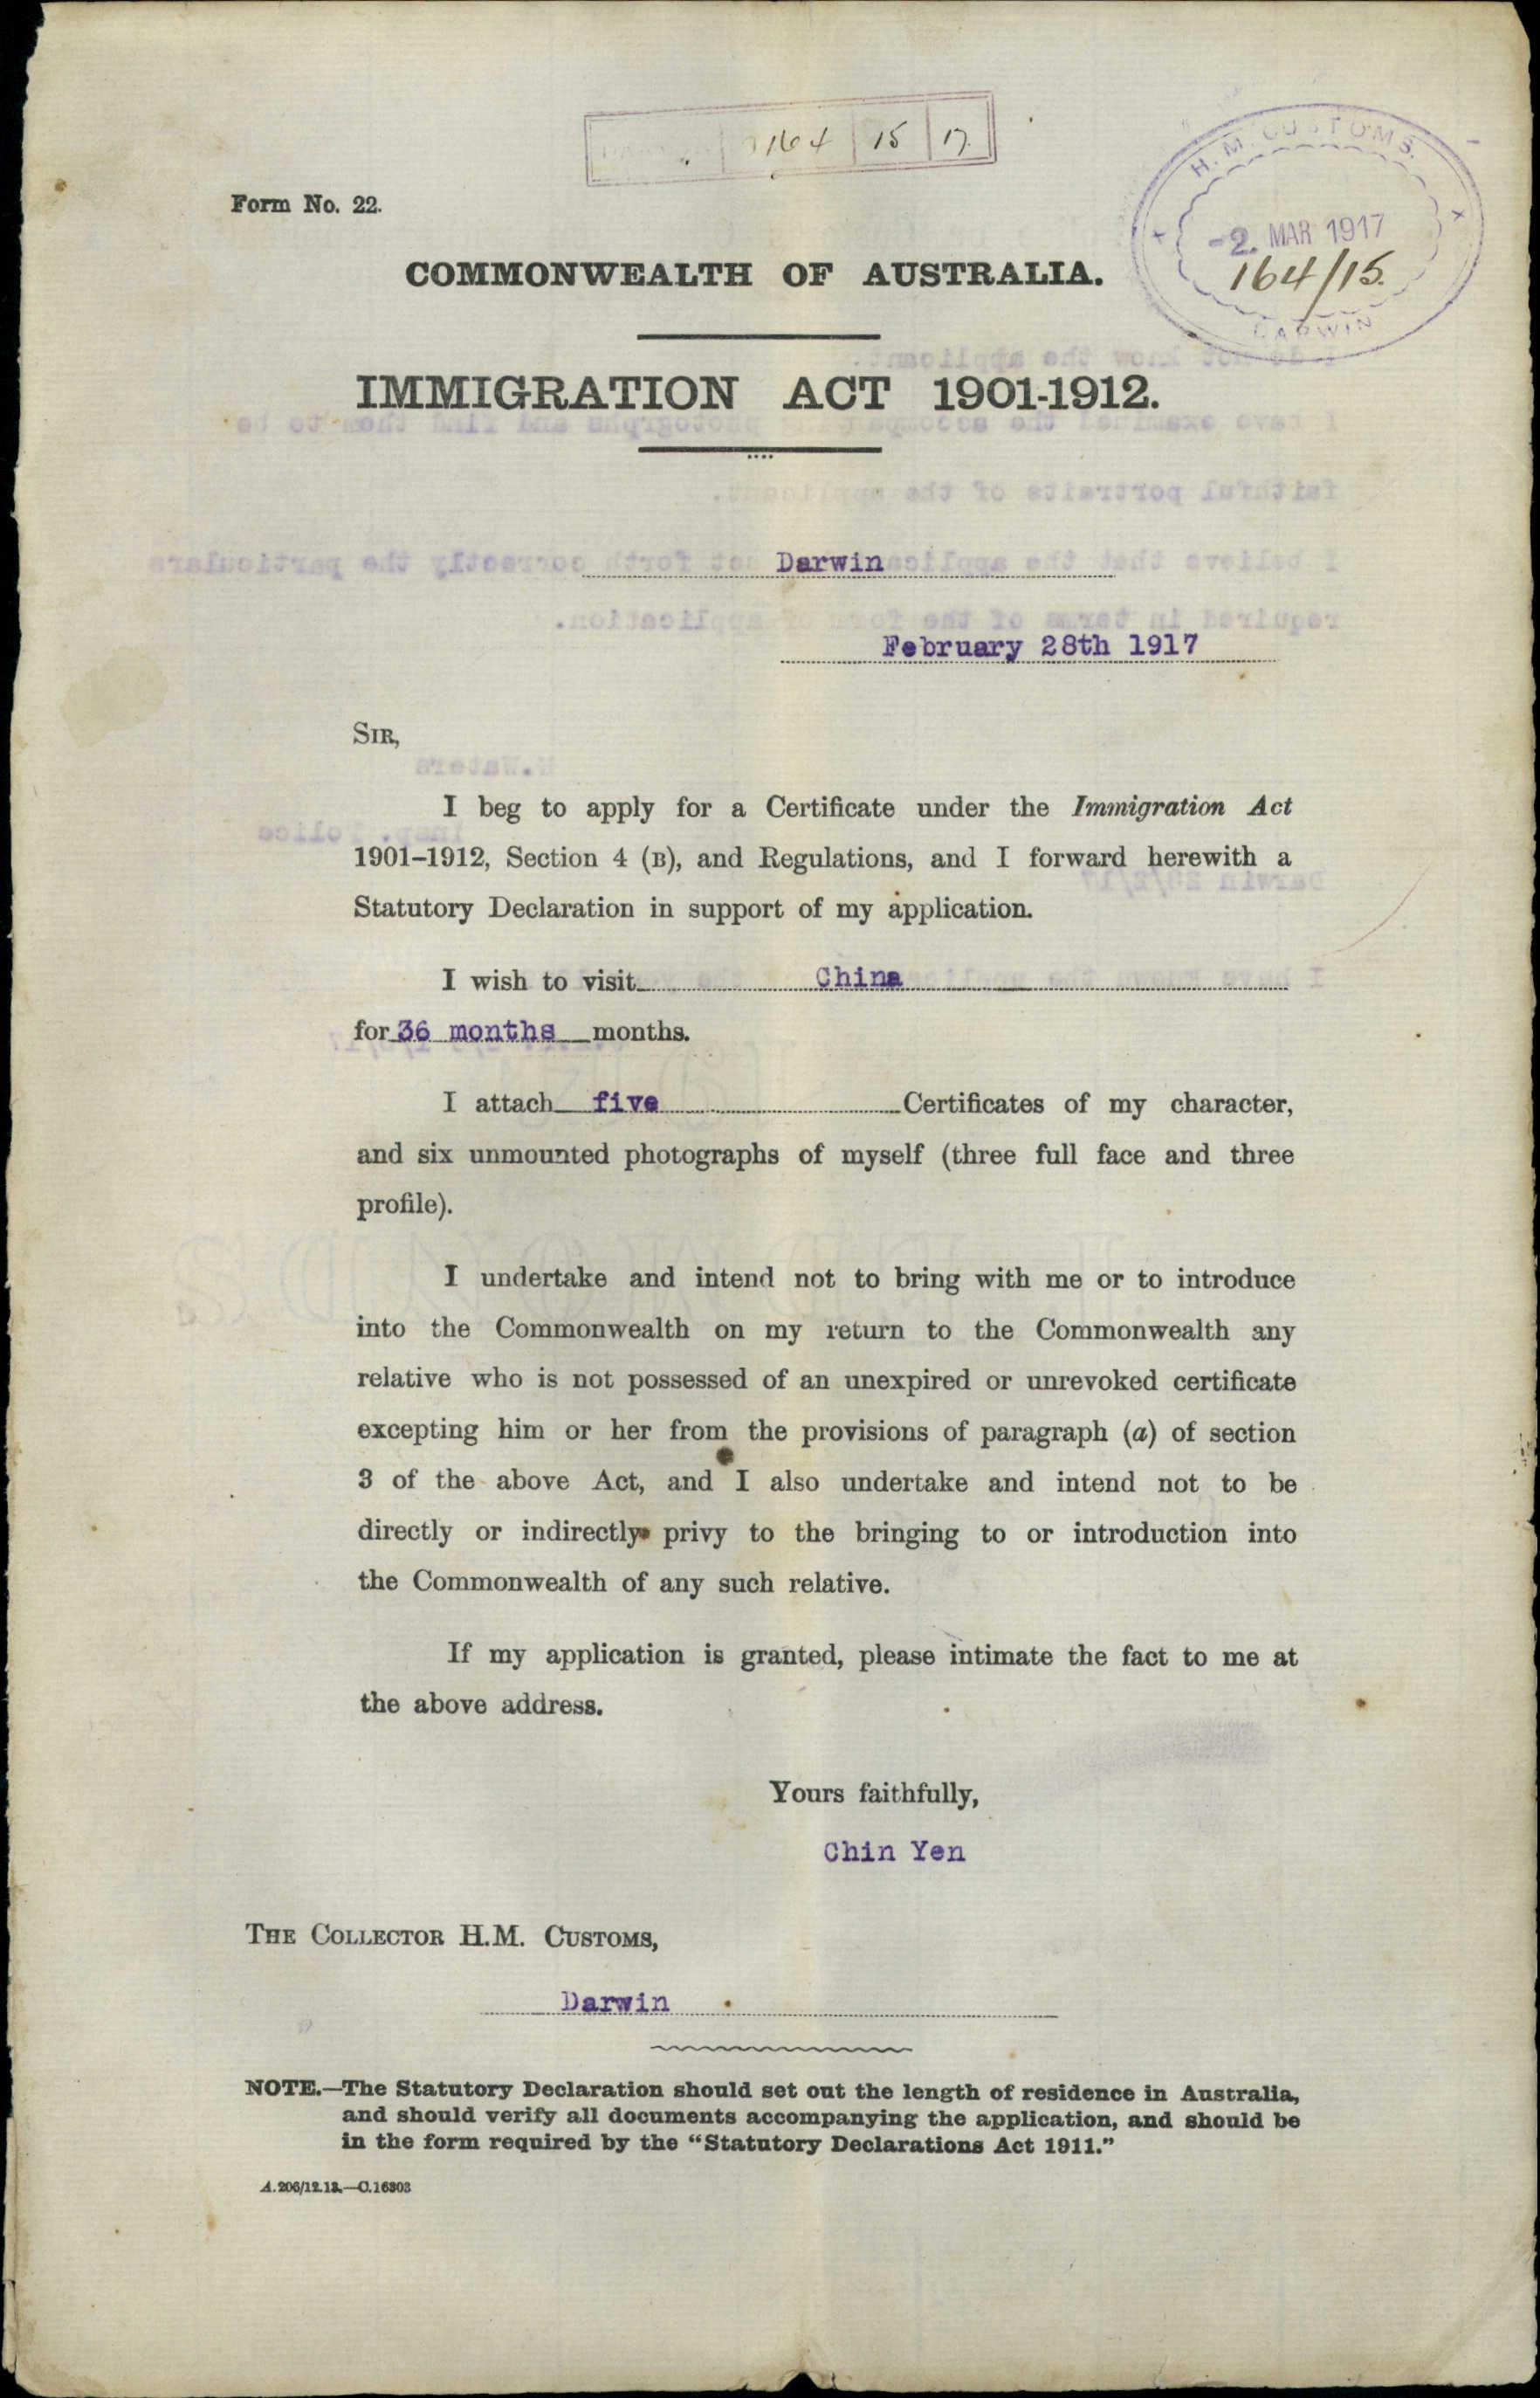 164 15 17
H. M. CUSTOMS.
-2. MAR 1917
164/15.
DARWIN
Form No. 22.
COMMONWEALTH OF AUSTRALIA.
IMMIGRATION ACT 1901-1912.
Darwin
February 28th 1917
SIR,
I beg to apply for a Certificate under the Immigration Act
1901–1912, Section 4 (B), and Regulations, and I forward herewith a
Statutory Declaration in support of my application.
I wish to visit China
for 36 months months.
I attach five Certificates of my character,
and six unmounted photographs of myself (three full face and three
profile).
I undertake and intend not to bring with me or to introduce
into the Commonwealth on my return to the Commonwealth any
relative who is not possessed of an unexpired or unrevoked certificate
excepting him or her from the provisions of paragraph (a) of section
3 of the above Act, and I also undertake and intend not to be
directly or indirectly privy to the bringing to or introduction into
the Commonwealth of any such relative.
If my application is granted, please intimate the fact to me at
the above address.
Yours faithfully,
Chin Yen
THE COLLECTOR H.M. CUSTOMS,
Darwin
NOTE.—The Statutory Declaration should set out the length of residence in Australia,
and should verify all documents accompanying the application, and should be
in the form required by the “Statutory Declarations Act 1911.”
A.206/12.13.—C.16303